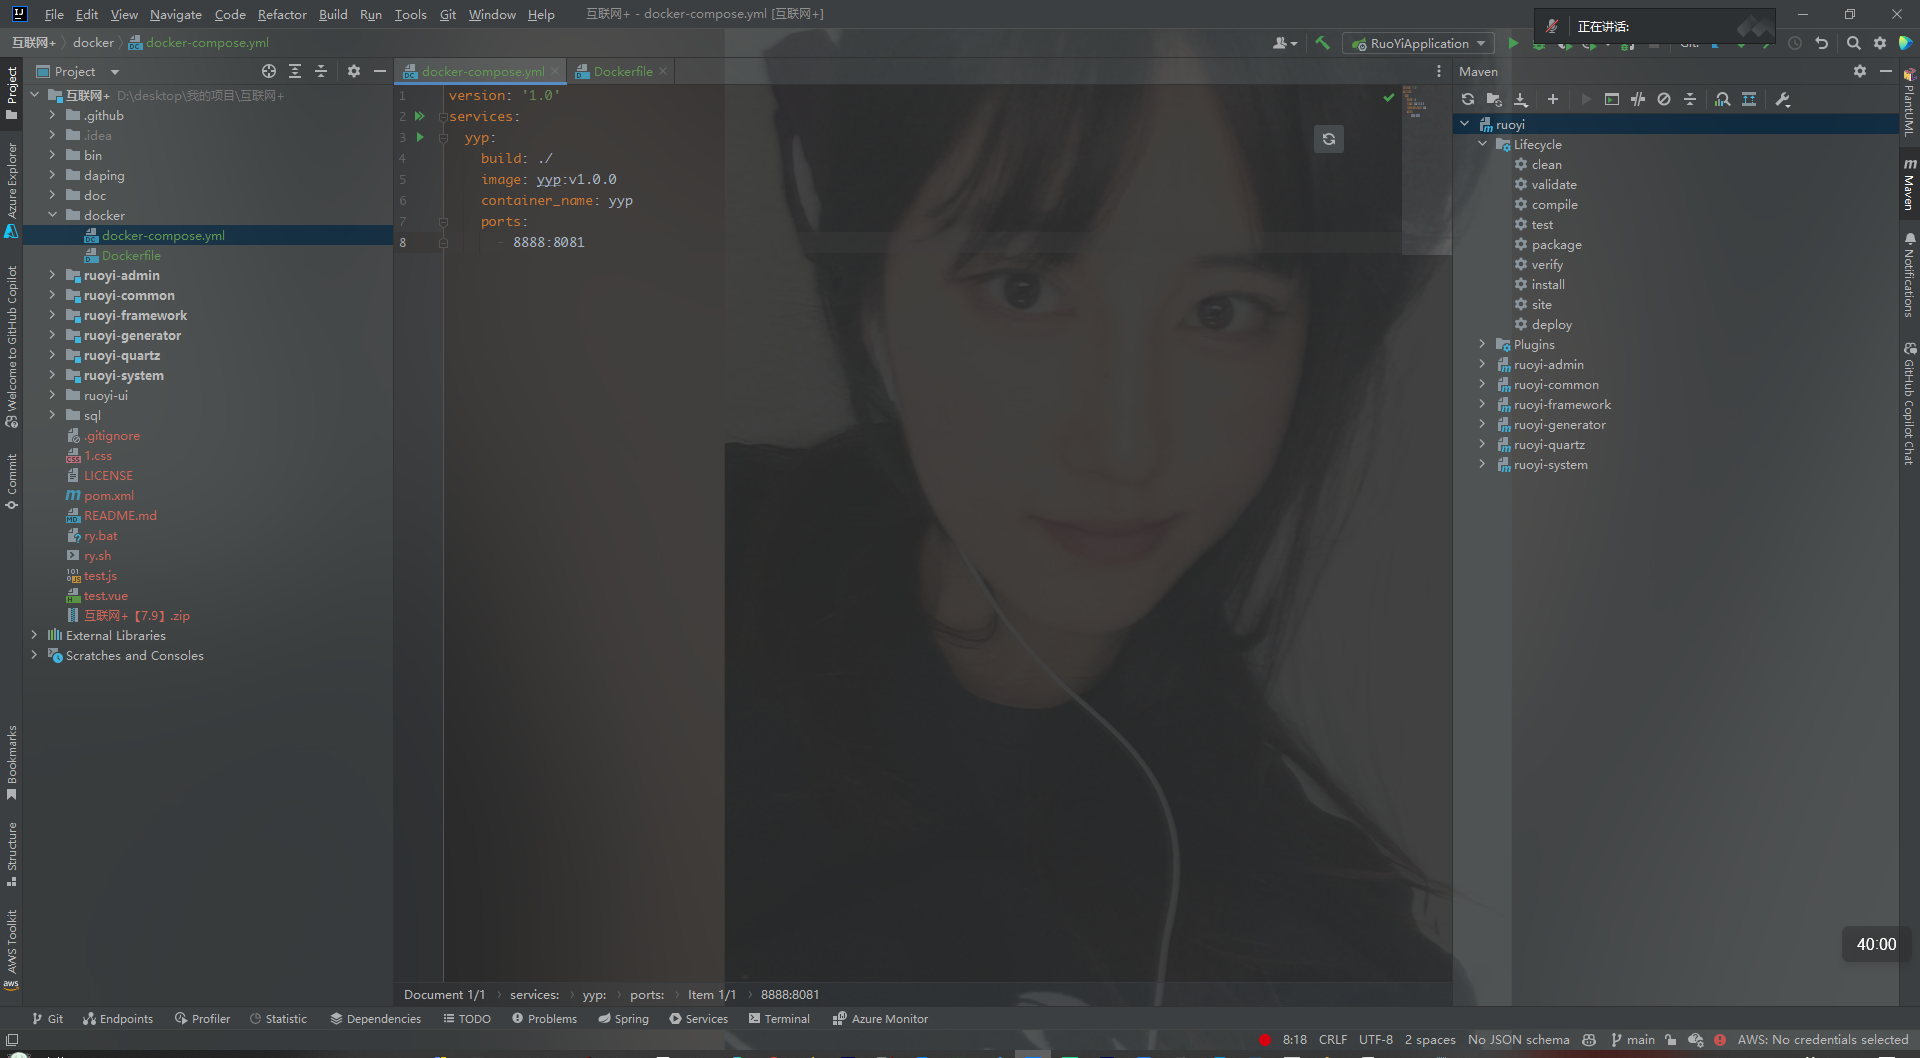 File Edit View Navigate Code Refactor Build Run Tools Git Window Help 互联网+ - docker-compose.yml [互联网+]
正在讲话:
互联网+ docker docker-compose.yml
RuoYiApplication
Git:
Project
docker-compose.yml Dockerfile
Maven
互联网+ D:\desktop\我的项目\互联网+
.github
.idea
bin
daping
doc
docker
docker-compose.yml
Dockerfile
ruoyi-admin
ruoyi-common
ruoyi-framework
ruoyi-generator
ruoyi-quartz
ruoyi-system
ruoyi-ui
sql
.gitignore
1.css
LICENSE
pom.xml
README.md
ry.bat
ry.sh
test.js
test.vue
互联网+【7.9】.zip
External Libraries
Scratches and Consoles
1 version: '1.0'
2 services:
3 yyp:
4 build: ./
5 image: yyp:v1.0.0
6 container_name: yyp
7 ports:
8 - 8888:8081
ruoyi
Lifecycle
clean
validate
compile
test
package
verify
install
site
deploy
Plugins
ruoyi-admin
ruoyi-common
ruoyi-framework
ruoyi-generator
ruoyi-quartz
ruoyi-system
Project
Azure Explorer
Welcome to GitHub Copilot
Commit
Bookmarks
Structure
AWS Toolkit
aws
PlantUML
Maven
Notifications
GitHub Copilot Chat
40:00
Document 1/1 services: yyp: ports: Item 1/1 8888:8081
Git Endpoints Profiler Statistic Dependencies TODO Problems Spring Services Terminal Azure Monitor
8:18 CRLF UTF-8 2 spaces No JSON schema main AWS: No credentials selected